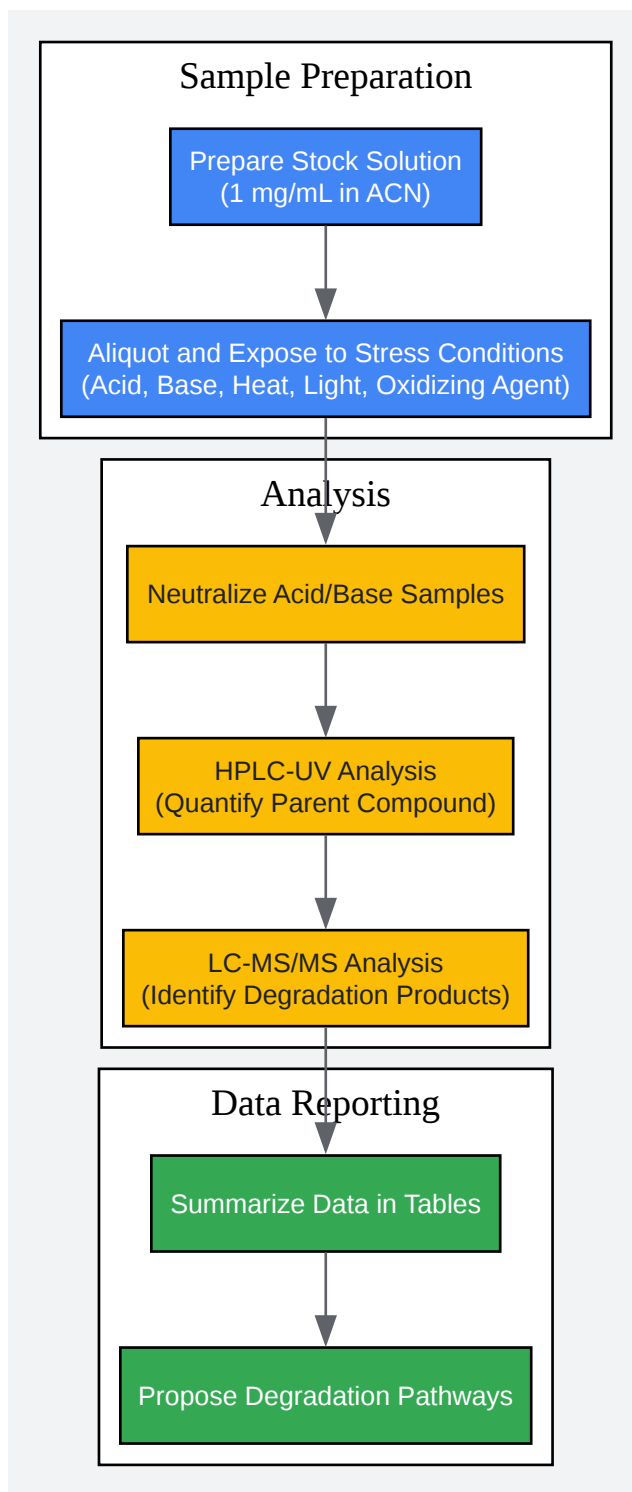 Sample Preparation
Prepare Stock Solution
(1 mg/mL in ACN)
Aliquot and Expose to Stress Conditions
(Acid, Base, Heat, Light, Oxidizing Agent)
Analysis
Neutralize Acid/Base Samples
HPLC-UV Analysis
(Quantify Parent Compound)
LC-MS/MS Analysis
(Identify Degradation Products)
Data Reporting
Summarize Data in Tables
Propose Degradation Pathways